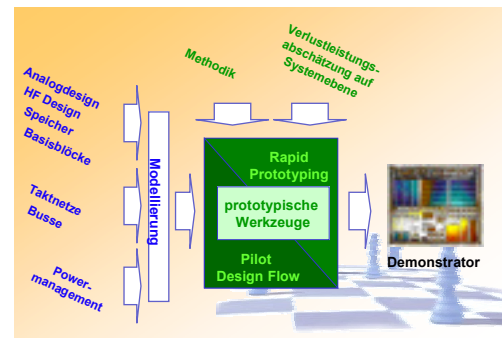 Analogdesign
HF Design
Speicher
Basisblöcke
Taktnetze
Busse
Power-
management
Modellierung
Methodik
Verlustleistungs-
abschätzung auf
Systemebene
Rapid
Prototyping
prototypische
Werkzeuge
Pilot
Design Flow
Demonstrator